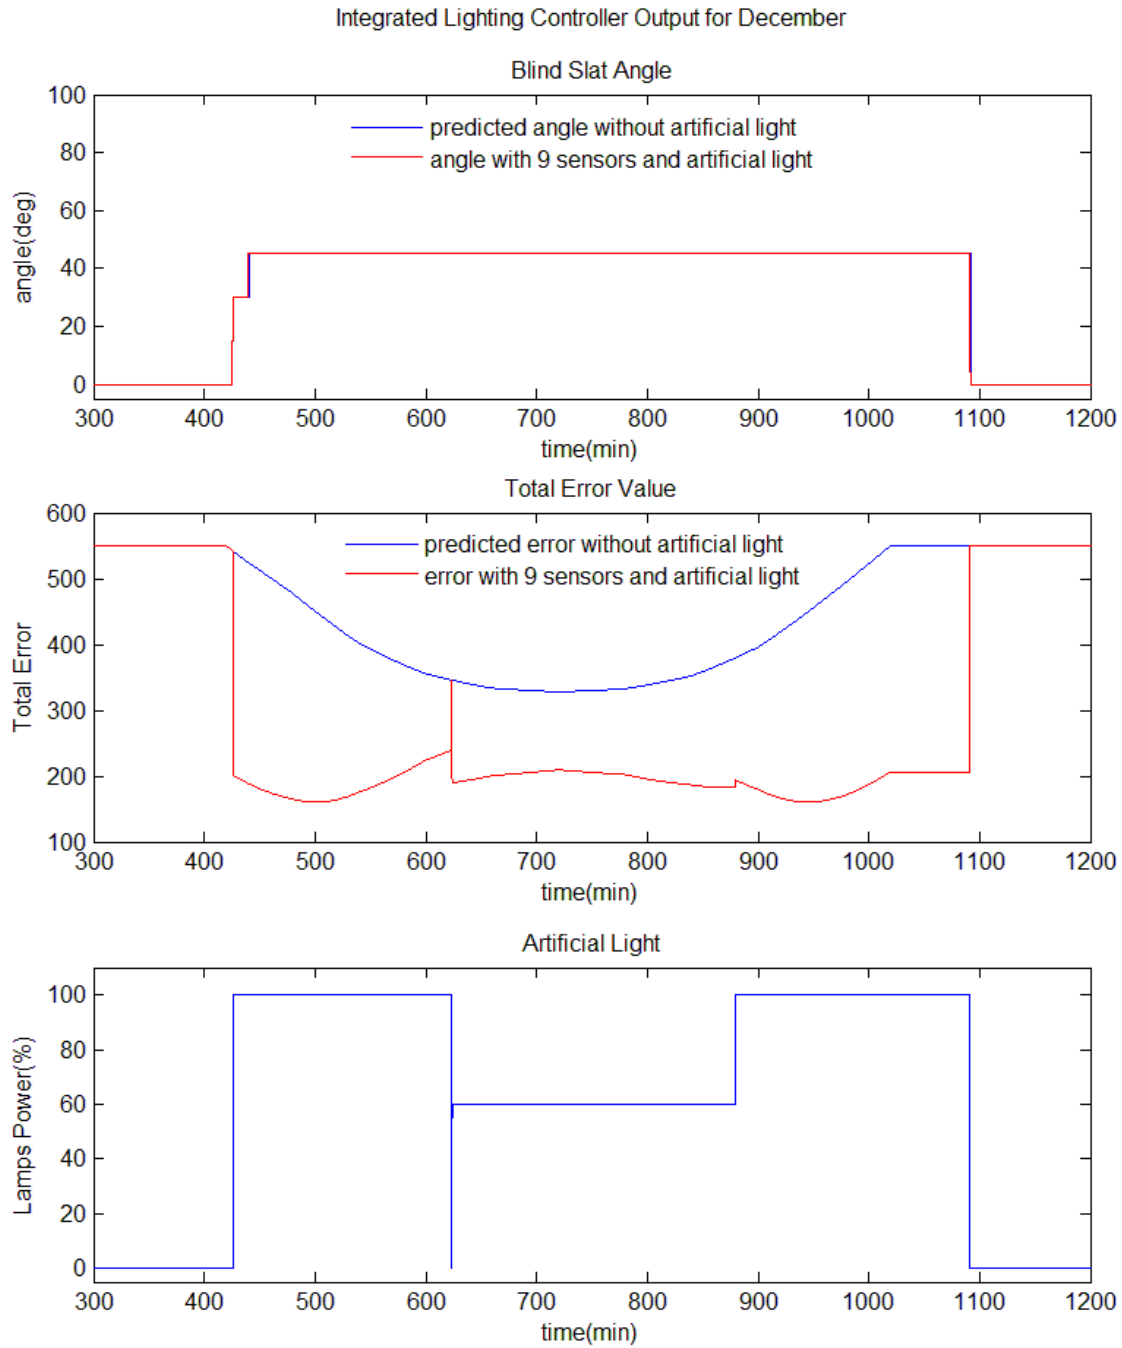 Integrated Lighting Controller Output for December
Blind Slat Angle
100
80
60
40
20
0
angle(deg)
predicted angle without artificial light
angle with 9 sensors and artificial light
300 400 500 600 700 800 900 1000 1100 1200
time(min)
Total Error Value
600
500
400
300
200
100
Total Error
predicted error without artificial light
error with 9 sensors and artificial light
300 400 500 600 700 800 900 1000 1100 1200
time(min)
Artificial Light
100
80
60
40
20
0
Lamps Power(%)
300 400 500 600 700 800 900 1000 1100 1200
time(min)